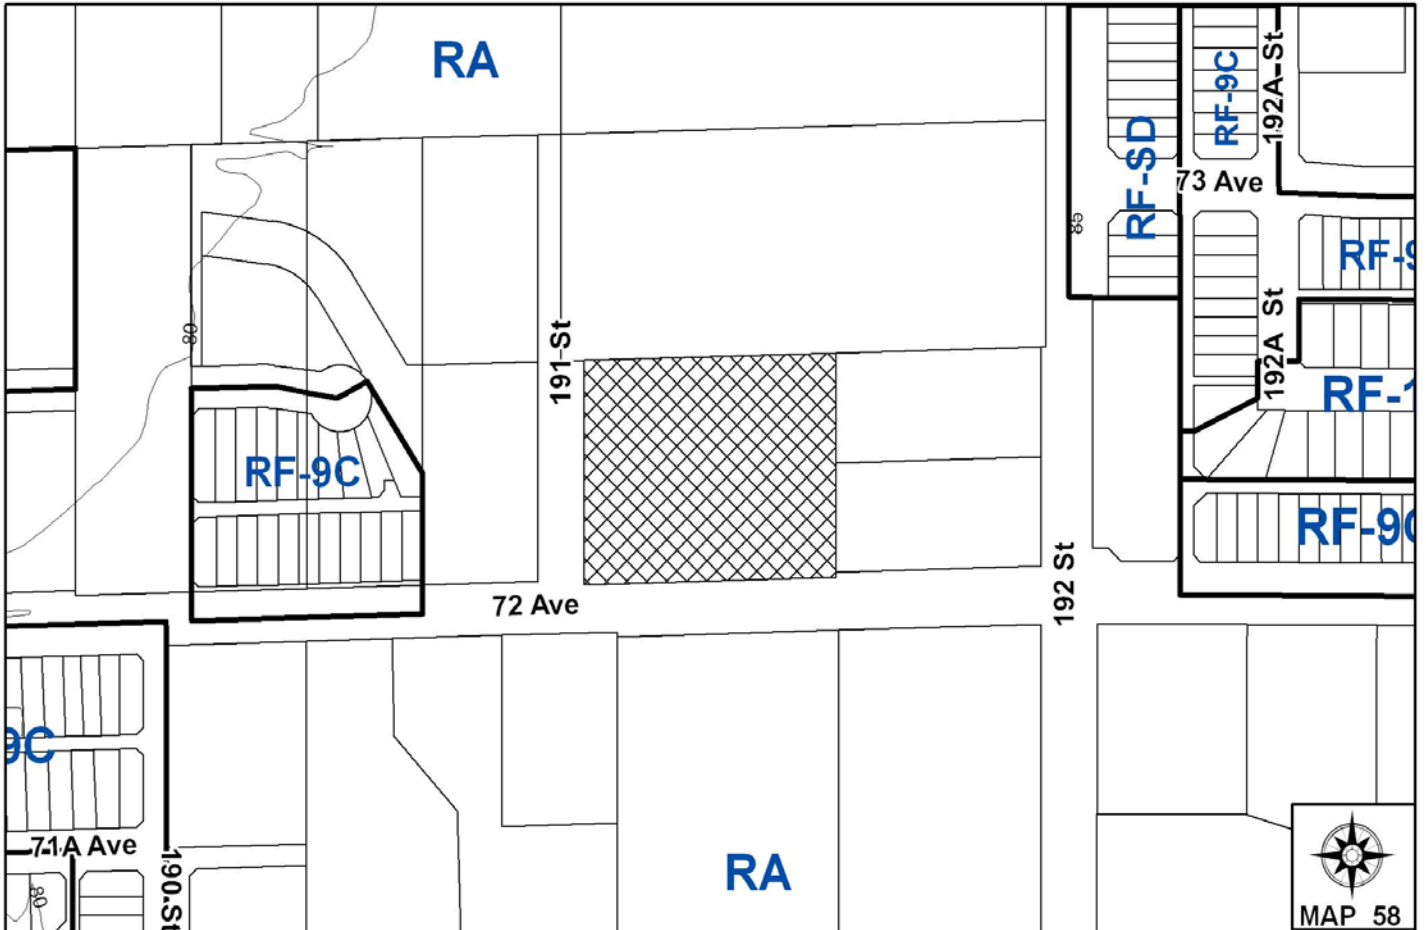 RA
RF-9C
192A St
RF-SD
73 Ave
85
RF-9
80
191 St
192A St
RF-1
RF-9C
RF-9C
192 St
72 Ave
9C
71A Ave
190 St
80
RA
MAP 58